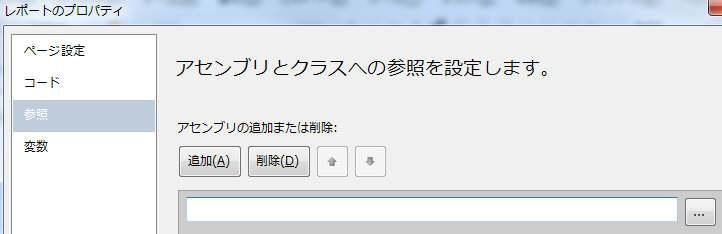 レポートのプロパティ
ページ設定
コード
参照
変数
アセンブリとクラスへの参照を設定します。
アセンブリの追加または削除:
追加(A) 削除(D)
...